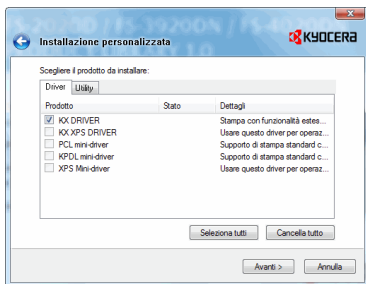 Installazione personalizzata
KYOCERA
Scegliere il prodotto da installare:
Driver Utility
Prodotto Stato Dettagli
KX DRIVER Stampa con funzionalità estes...
KX XPS DRIVER Usare questo driver per operaz...
PCL mini-driver Supporto di stampa standard c...
KPDL mini-driver Supporto di stampa standard c...
XPS Mini-driver Usare questo driver per operaz...
Seleziona tutti Cancella tutto
Avanti > Annulla